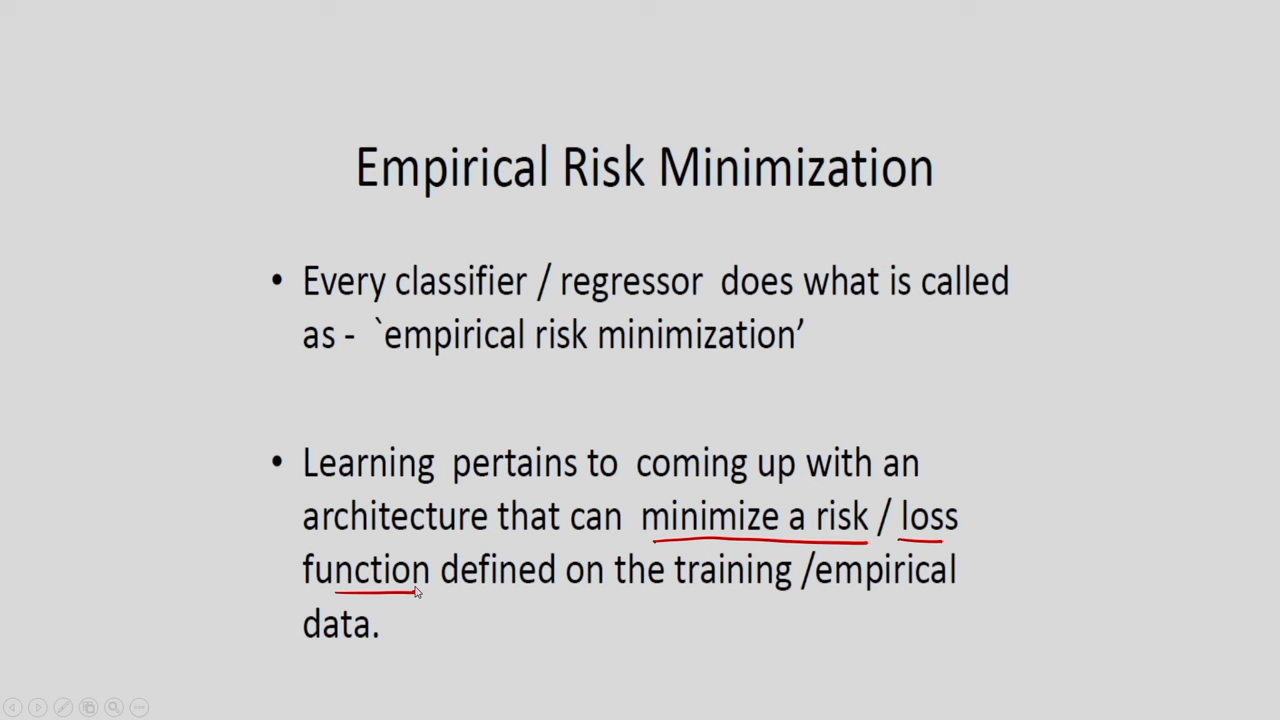 Empirical Risk Minimization
• Every classifier / regressor does what is called
as - `empirical risk minimization’
• Learning pertains to coming up with an
architecture that can minimize a risk / loss
function defined on the training /empirical
data.